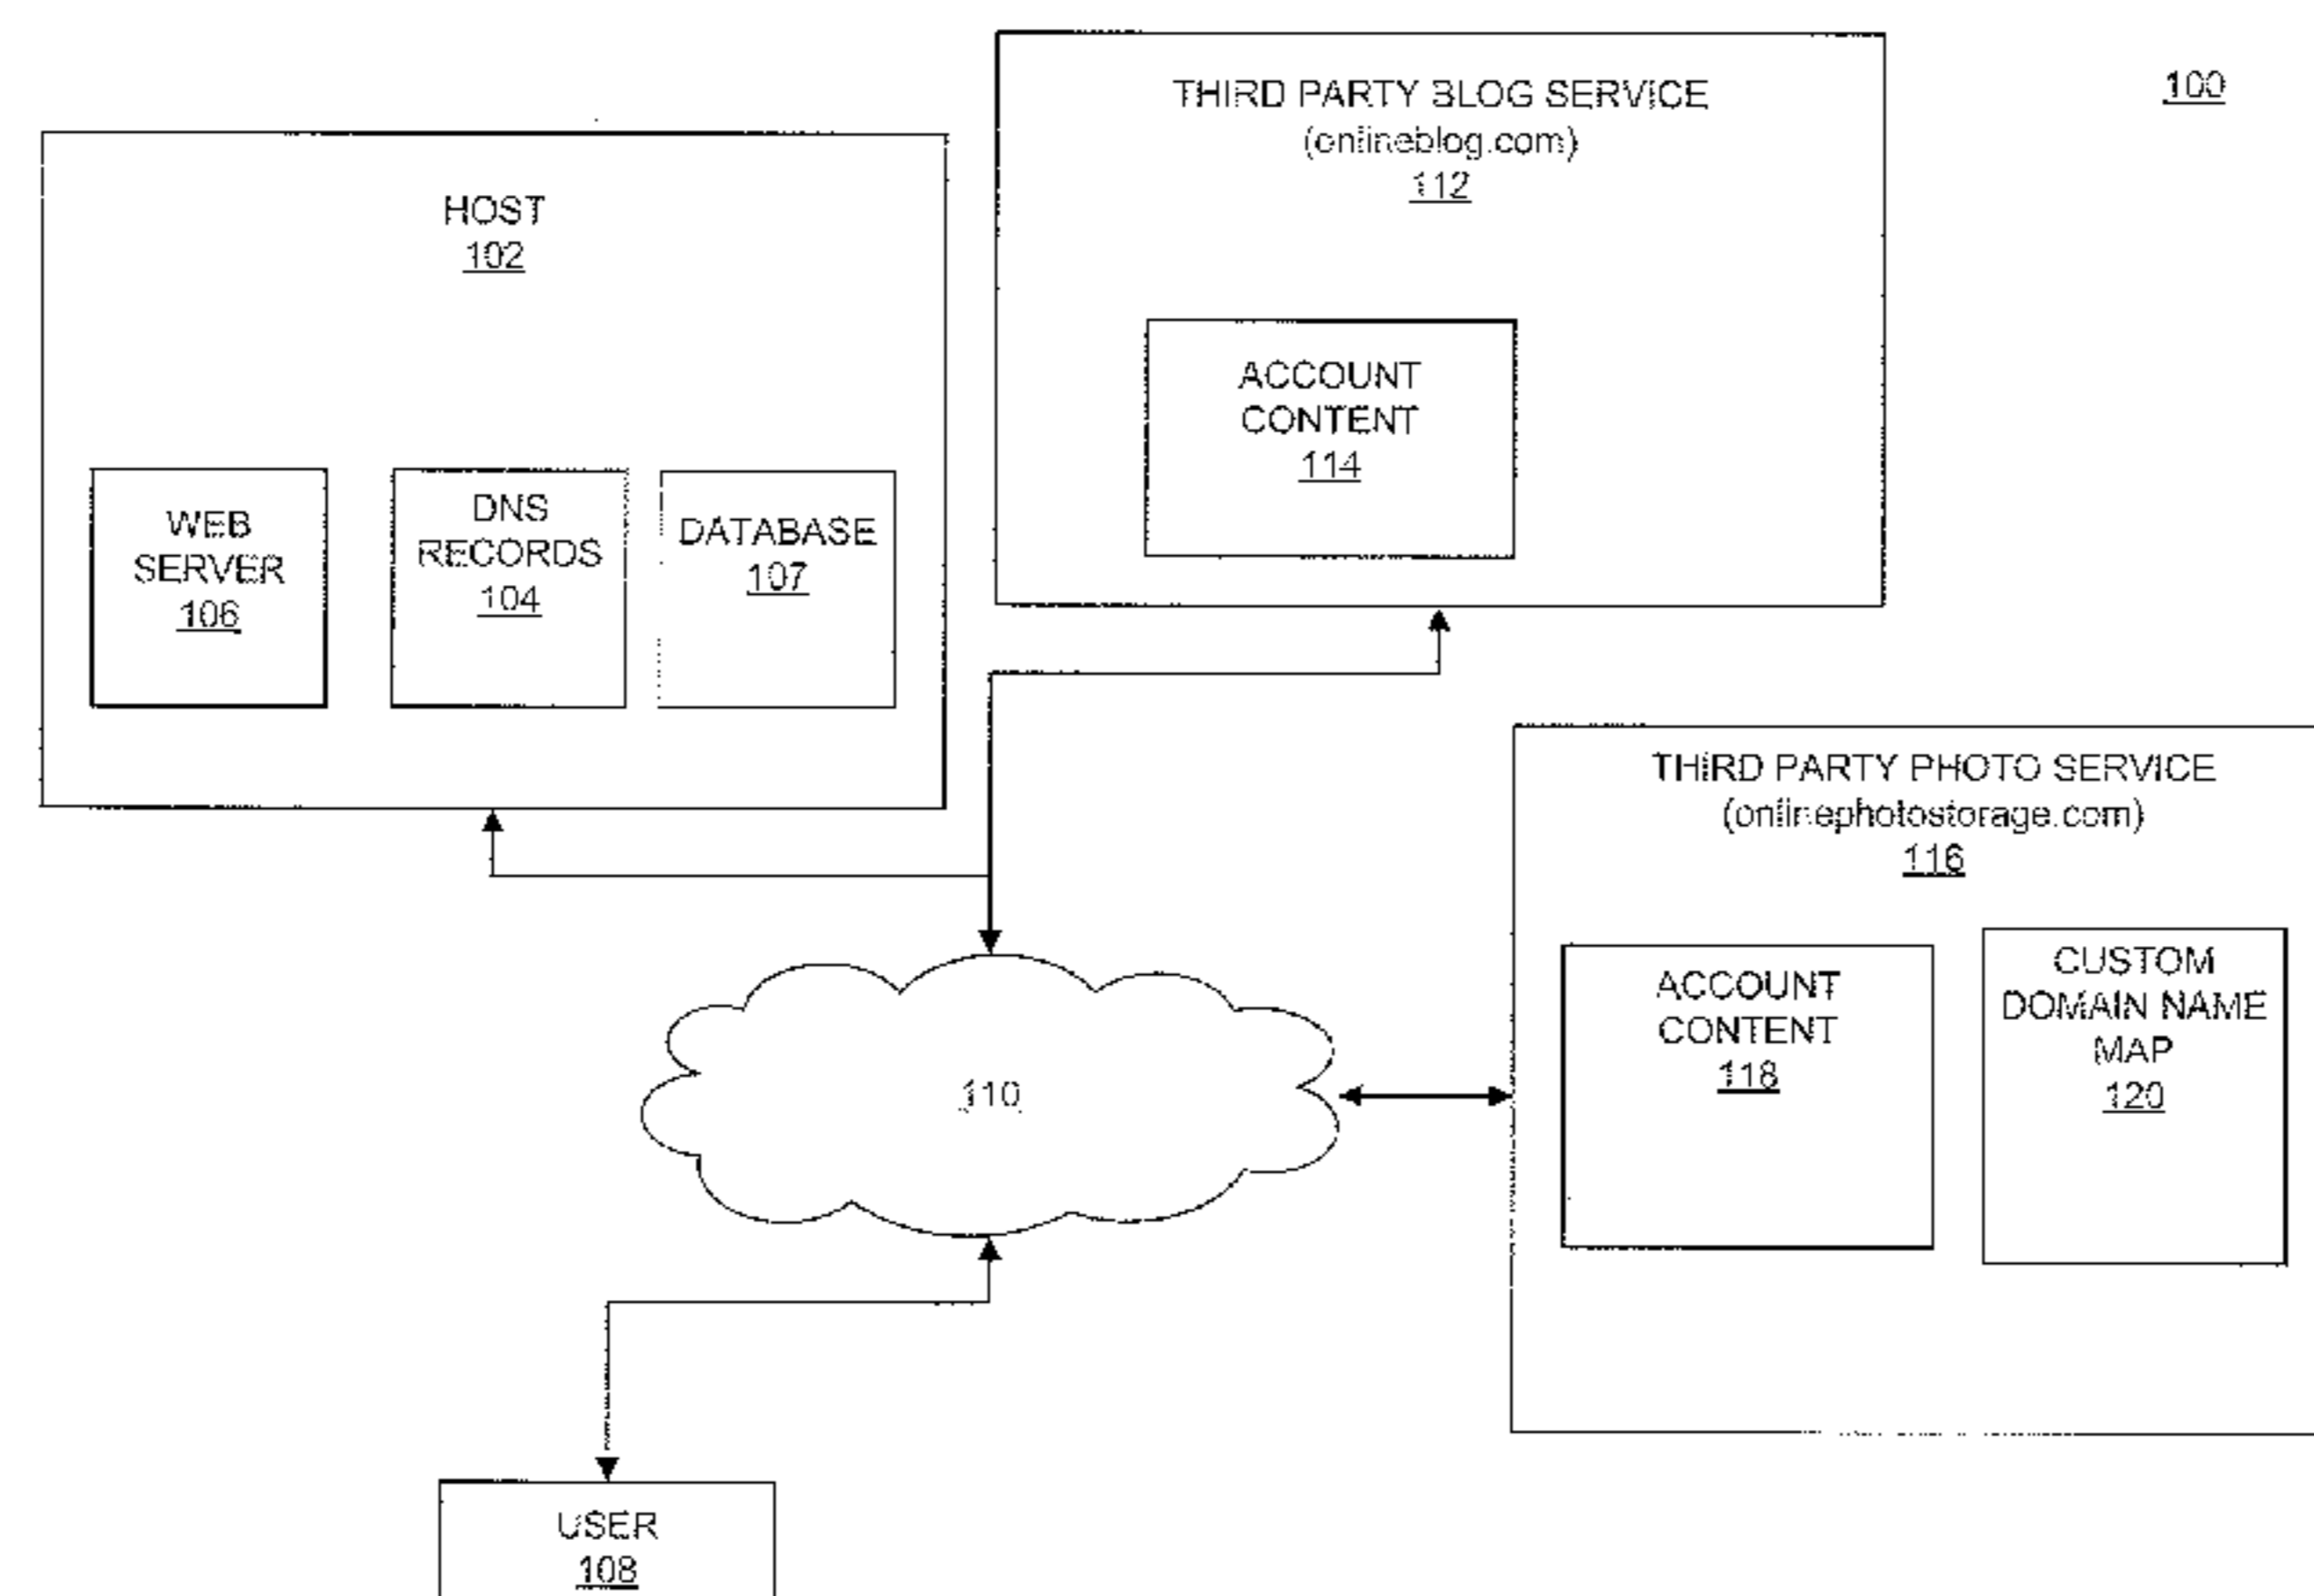 100
THIRD PARTY BLOG SERVICE
(onlineblog.com)
112
HOST
102
ACCOUNT
CONTENT
114
WEB
SERVER
106
DNS
RECORDS
104
DATABASE
107
THIRD PARTY PHOTO SERVICE
(onlinephotostorage.com)
116
ACCOUNT
CONTENT
118
CUSTOM
DOMAIN NAME
MAP
120
110
USER
108